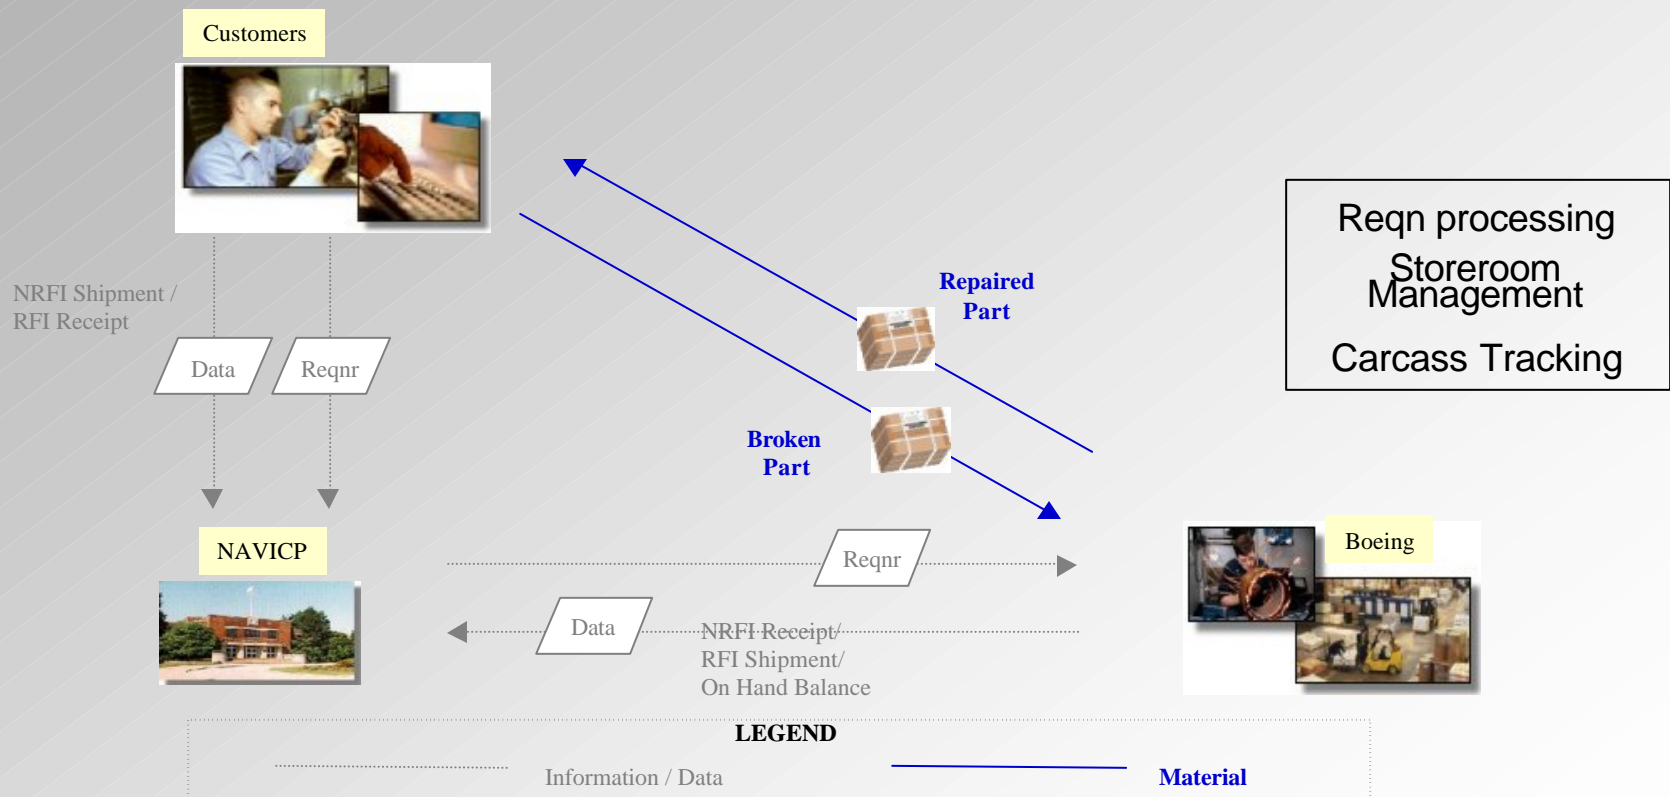 Customers
Reqn processing
Storeroom
Management
Carcass Tracking
NRFI Shipment /
RFI Receipt
Repaired
Part
Data
Reqnr
Broken
Part
NAVICP
Reqnr
Boeing
Data
NRFI Receipt/
RFI Shipment/
On Hand Balance
LEGEND
Information / Data
Material